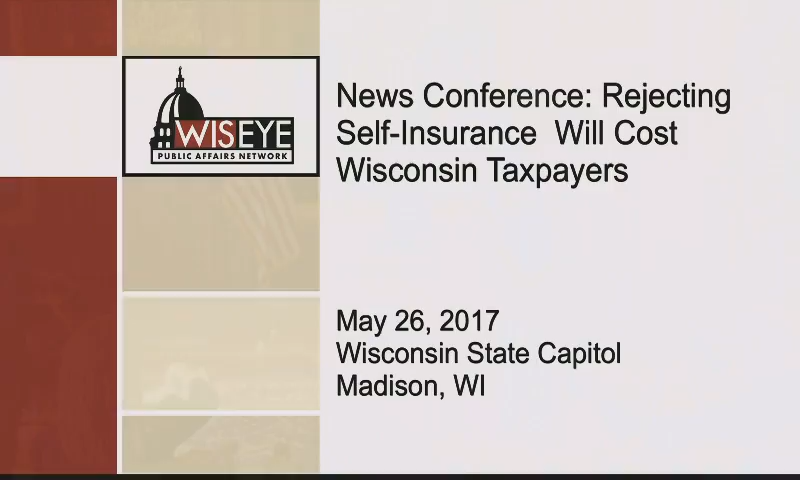 WISEYE
PUBLIC AFFAIRS NETWORK
News Conference: Rejecting
Self-Insurance  Will Cost
Wisconsin Taxpayers
May 26, 2017
Wisconsin State Capitol
Madison, WI